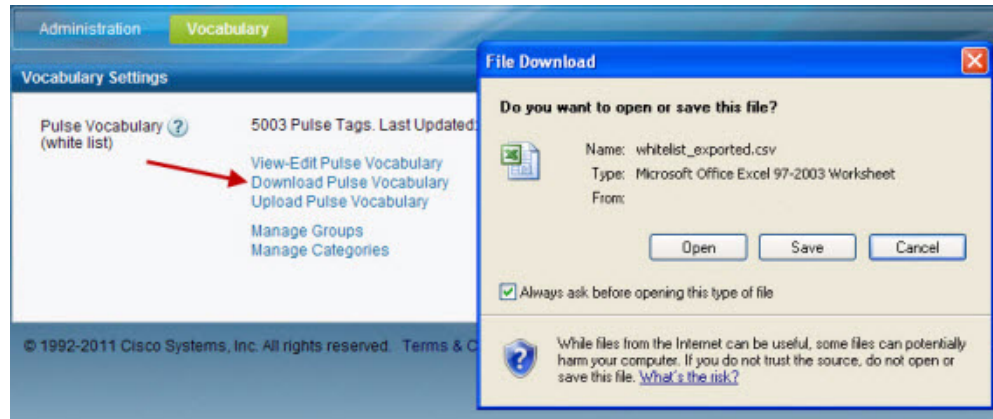 Administration
Vocabulary
Vocabulary Settings
Pulse Vocabulary ?
(white list)
5003 Pulse Tags. Last Updated:
View-Edit Pulse Vocabulary
Download Pulse Vocabulary
Upload Pulse Vocabulary
Manage Groups
Manage Categories
© 1992-2011 Cisco Systems, Inc. All rights reserved. Terms & C
File Download
Do you want to open or save this file?
Name: whitelist_exported.csv
Type: Microsoft Office Excel 97-2003 Worksheet
From:
Open Save Cancel
Always ask before opening this type of file
While files from the Internet can be useful, some files can potentially
harm your computer. If you do not trust the source, do not open or
save this file. What's the risk?